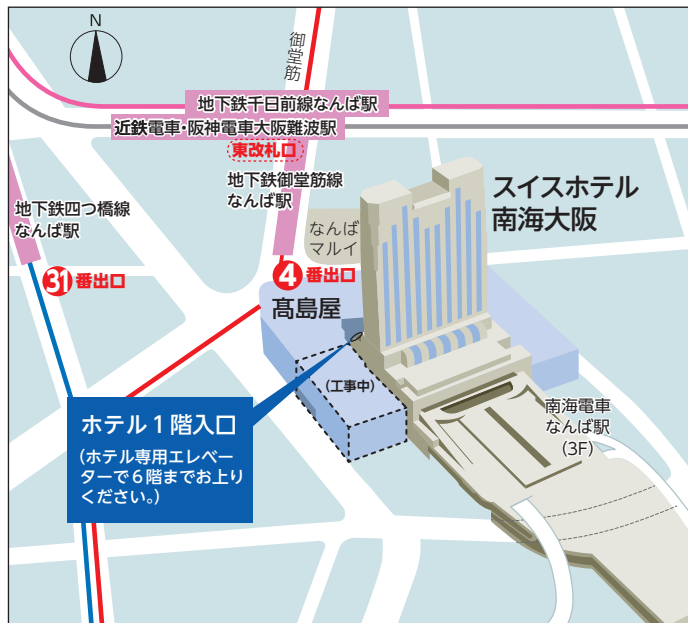 N
御堂筋
地下鉄千日前線なんば駅
近鉄電車・阪神電車大阪難波駅
東改札口
地下鉄御堂筋線
なんば駅
スイスホテル
南海大阪
地下鉄四つ橋線
なんば駅
なんば
マルイ
31番出口
4番出口
髙島屋
(工事中)
ホテル1階入口
(ホテル専用エレベー
ターで6階までお上り
ください。)
南海電車
なんば駅
(3F)